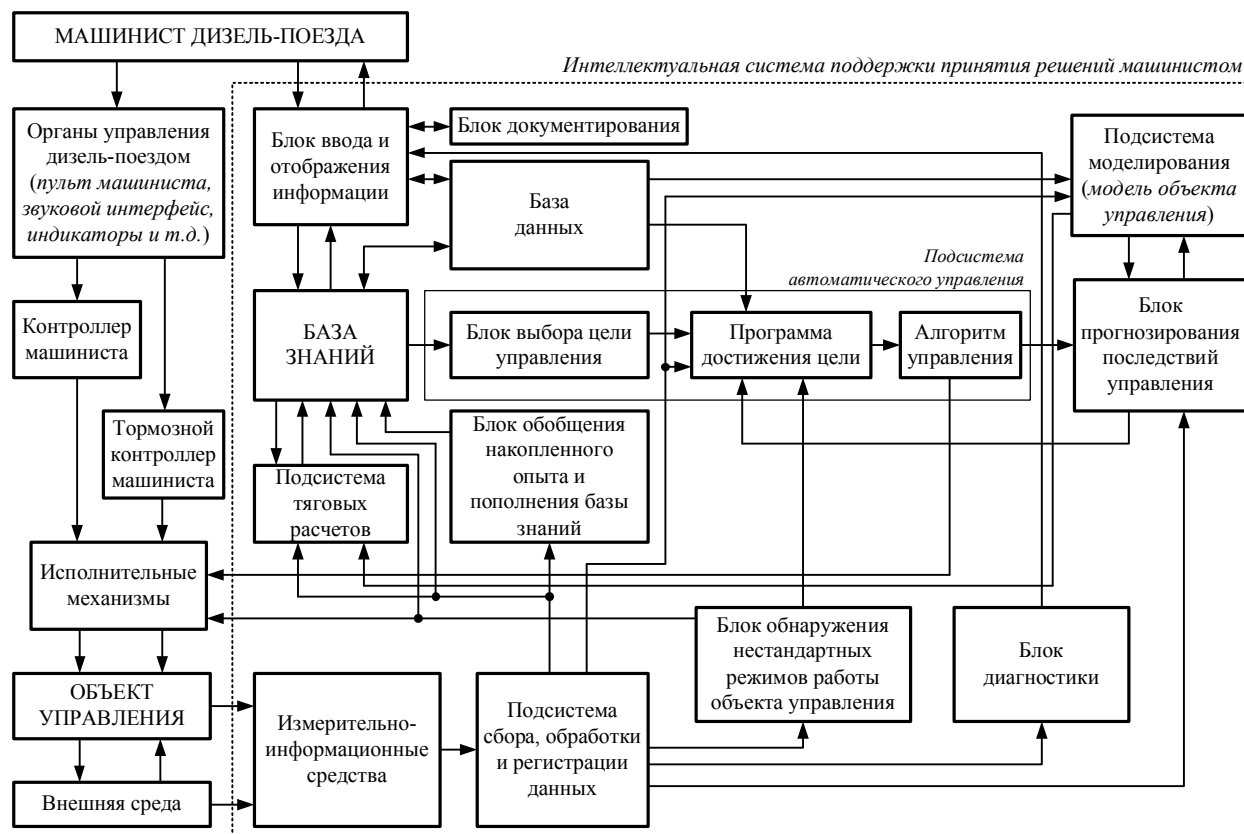 МАШИНИСТ ДИЗЕЛЬ-ПОЕЗДА
Интеллектуальная система поддержки принятия решений машинистом
Органы управления
дизель-поездом
(пульт машиниста,
звуковой интерфейс,
индикаторы и т.д.)
Блок ввода и
отображения
информации
Блок документирования
База
данных
Подсистема
моделирования
(модель объекта
управления)
Подсистема
автоматического управления
Контроллер
машиниста
БАЗА
ЗНАНИЙ
Блок выбора цели
управления
Программа
достижения цели
Алгоритм
управления
Блок
прогнозирования
последствий
управления
Тормозной
контроллер
машиниста
Подсистема
тяговых
расчетов
Блок обобщения
накопленного
опыта и
пополнения базы
знаний
Исполнительные
механизмы
Блок обнаружения
нестандартных
режимов работы
объекта управления
Блок
диагностики
ОБЪЕКТ
УПРАВЛЕНИЯ
Измерительно-
информационные
средства
Подсистема
сбора, обработки
и регистрации
данных
Внешняя среда